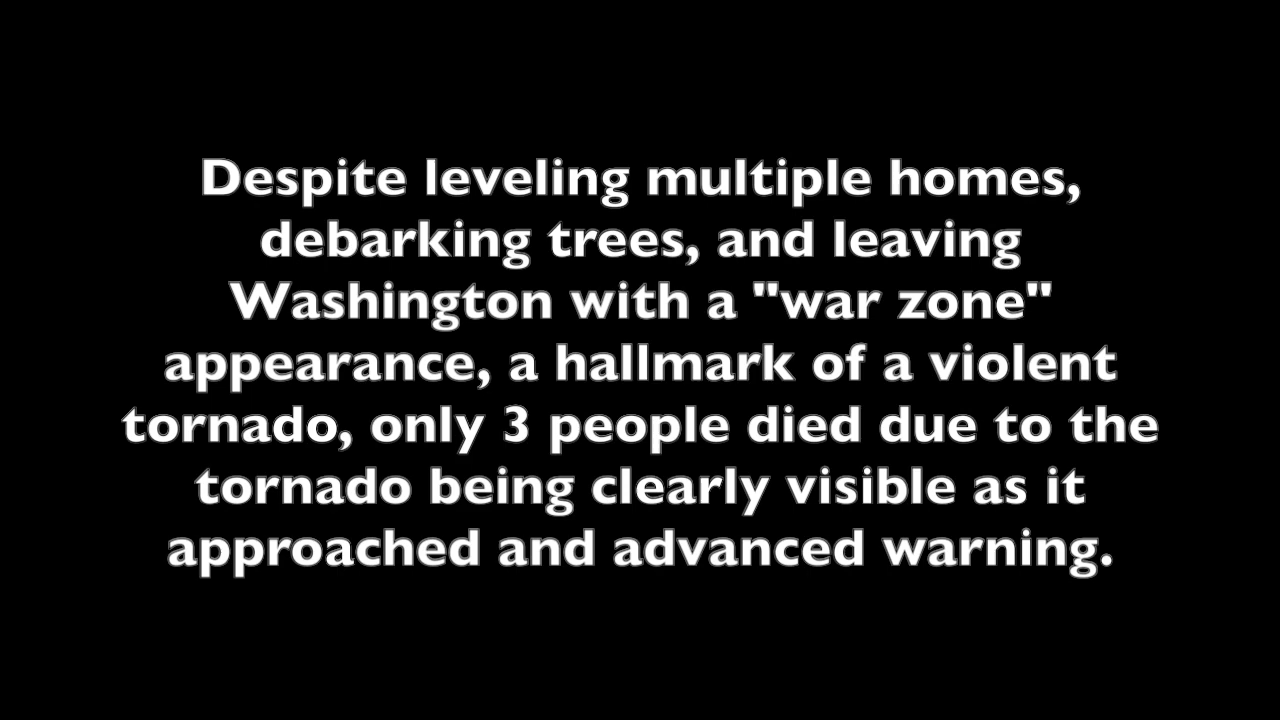 Despite leveling multiple homes,
debarking trees, and leaving
Washington with a "war zone"
appearance, a hallmark of a violent
tornado, only 3 people died due to the
tornado being clearly visible as it
approached and advanced warning.